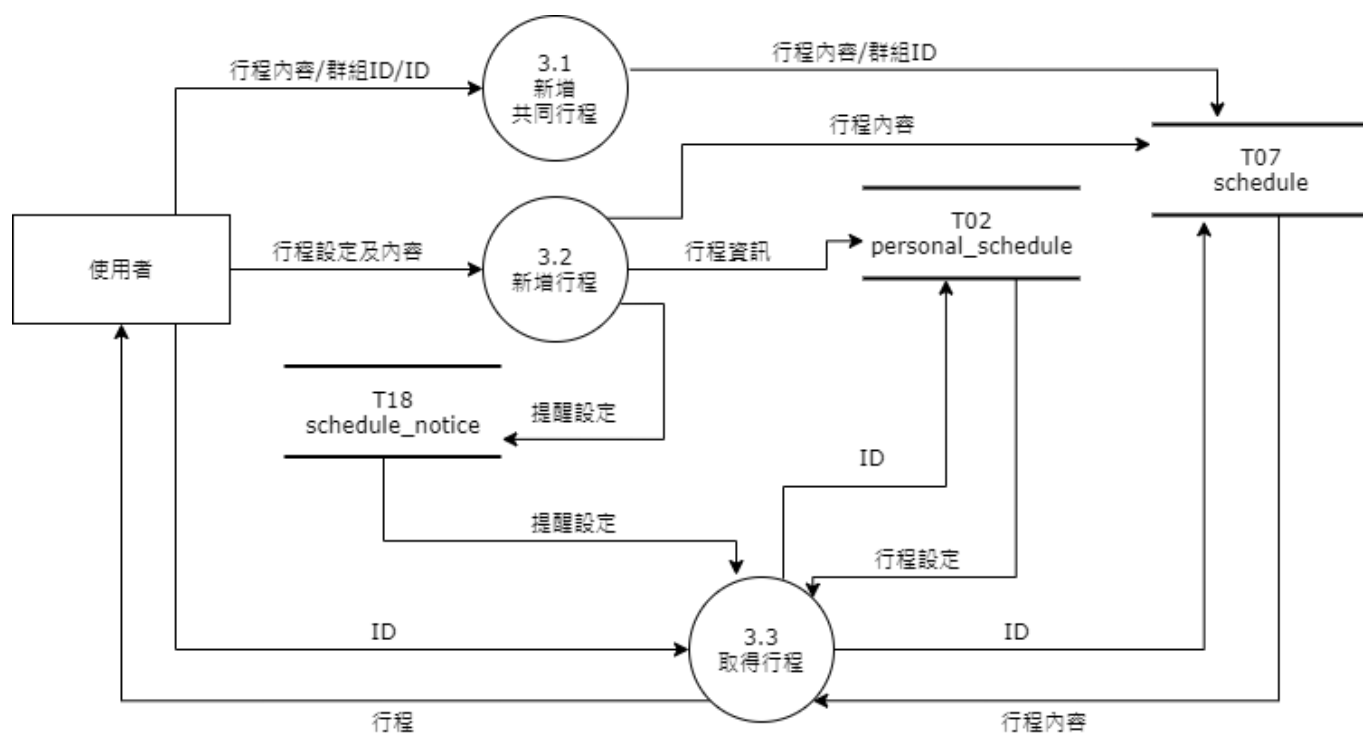 行程內容/群組ID/ID
3.1
新增
共同行程
行程內容/群組ID
行程內容
T07
schedule
使用者
行程設定及內容
3.2
新增行程
行程資訊
T02
personal_schedule
T18
schedule_notice
提醒設定
ID
提醒設定
行程設定
ID
3.3
取得行程
ID
行程
行程內容